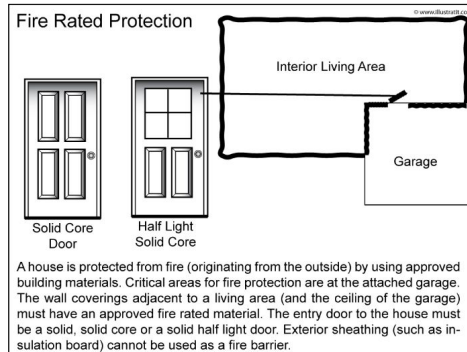 © www.illustratit.co
Fire Rated Protection
Interior Living Area
Garage
Solid Core
Door
Half Light
Solid Core
A house is protected from fire (originating from the outside) by using approved
building materials. Critical areas for fire protection are at the attached garage.
The wall coverings adjacent to a living area (and the ceiling of the garage)
must have an approved fire rated material. The entry door to the house must
be a solid, solid core or a solid half light door. Exterior sheathing (such as in-
sulation board) cannot be used as a fire barrier.